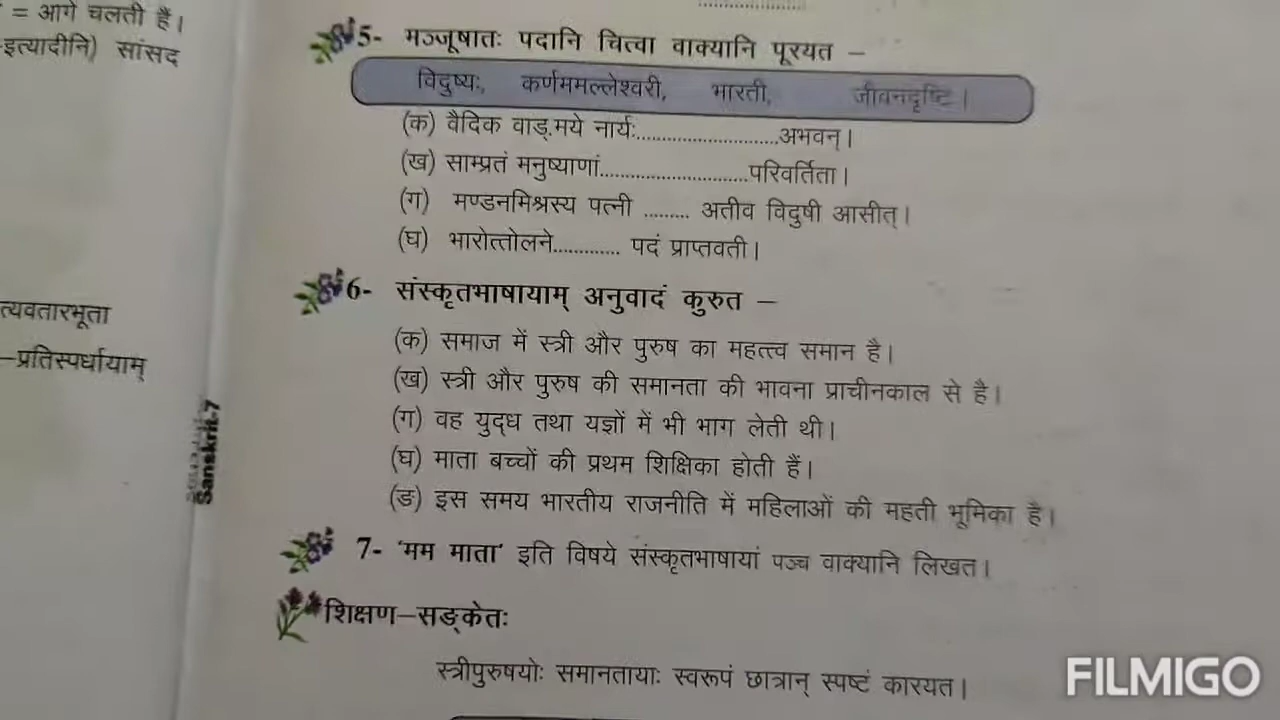 = आगे चलती हैं।
इत्यादीनि) सांसद
त्यवतारभूता
–प्रतिस्पर्धायाम्
Sanskrit-7
5- मञ्जूषातः पदानि चित्वा वाक्यानि पूरयत –
विदुष्यः, कर्णममल्लेश्वरी, भारती, जीवनदृष्टि ।
(क) वैदिक वाड्.मये नार्यः............................अभवन्।
(ख) साम्प्रतं मनुष्याणां............................परिवर्तिता।
(ग) मण्डनमिश्रस्य पत्नी ......... अतीव विदुषी आसीत्।
(घ) भारोत्तोलने............. पदं प्राप्तवती।
6- संस्कृतभाषायाम् अनुवादं कुरुत –
(क) समाज में स्त्री और पुरुष का महत्त्व समान है।
(ख) स्त्री और पुरुष की समानता की भावना प्राचीनकाल से है।
(ग) वह युद्ध तथा यज्ञों में भी भाग लेती थी।
(घ) माता बच्चों की प्रथम शिक्षिका होती हैं।
(ङ) इस समय भारतीय राजनीति में महिलाओं की महती भूमिका है।
7- 'मम माता' इति विषये संस्कृतभाषायां पञ्च वाक्यानि लिखत।
शिक्षण–सङ्केतः
स्त्रीपुरुषयोः समानतायाः स्वरूपं छात्रान् स्पष्टं कारयत।
FILMIGO